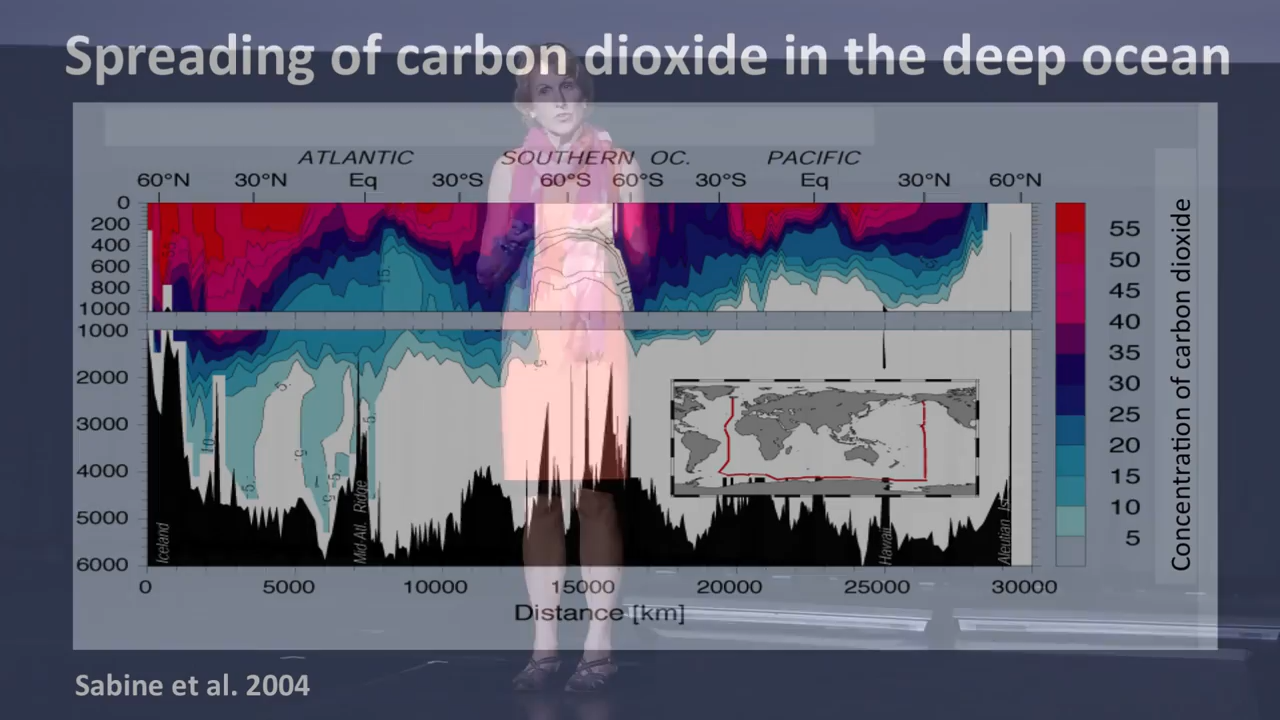 Spreading of carbon dioxide in the deep ocean
ATLANTIC SOUTHERN OC. PACIFIC
60°N 30°N Eq 30°S 60°S 60°S 30°S Eq 30°N 60°N
0
200
400
600
800
1000
1000
2000
3000
4000
5000
6000
Iceland
Mid Atl. Ridge
Hawaii
55
50
45
40
35
30
25
20
15
10
5
Concentration of carbon dioxide
0 5000 10000 15000 20000 25000 30000
Distance [km]
Sabine et al. 2004